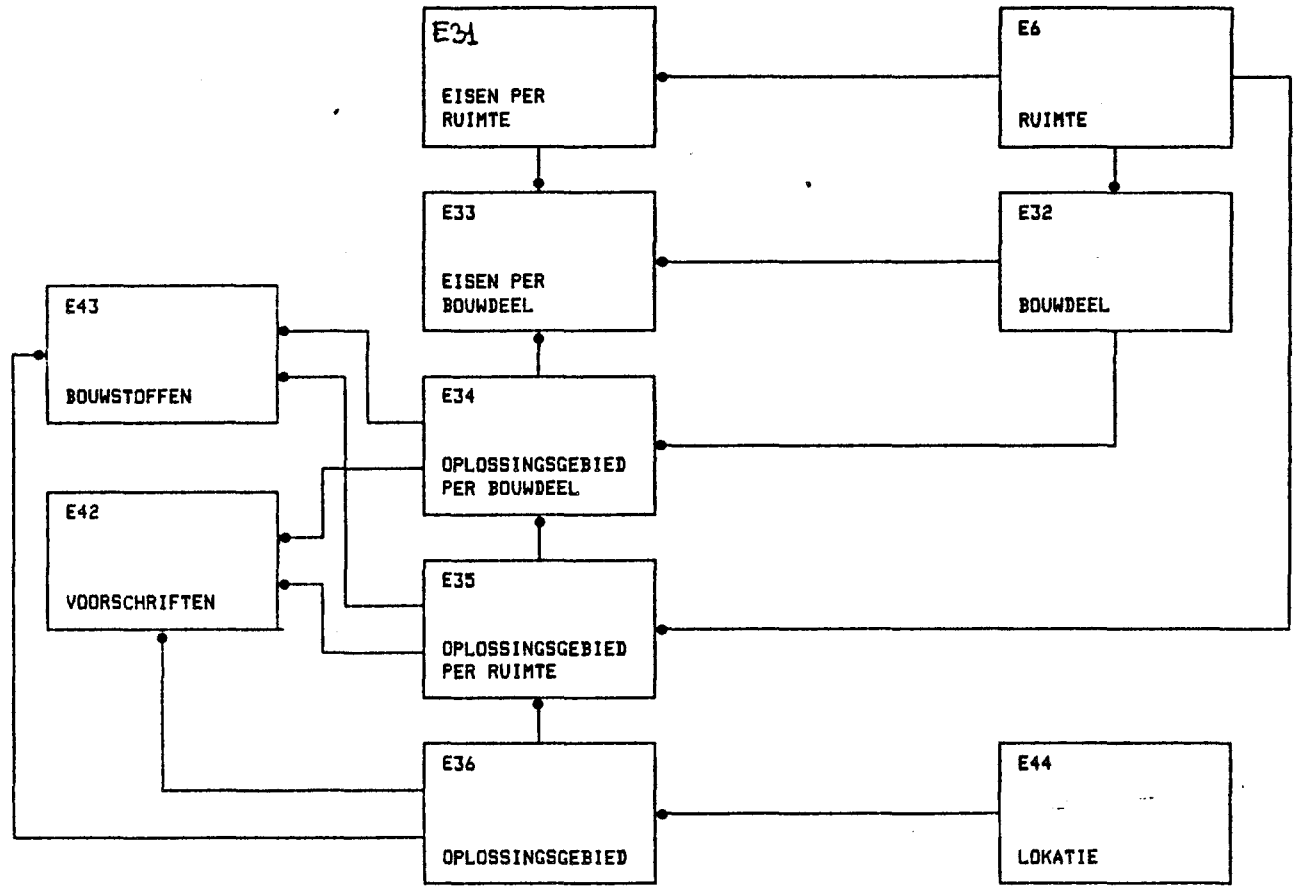 E31
EISEN PER
RUIMTE
E6
RUIMTE
E33
EISEN PER
BOUWDEEL
E32
BOUWDEEL
E43
BOUWSTOFFEN
E34
OPLOSSINGSGEBIED
PER BOUWDEEL
E42
VOORSCHRIFTEN
E35
OPLOSSINGSGEBIED
PER RUIMTE
E36
OPLOSSINGSGEBIED
E44
LOKATIE